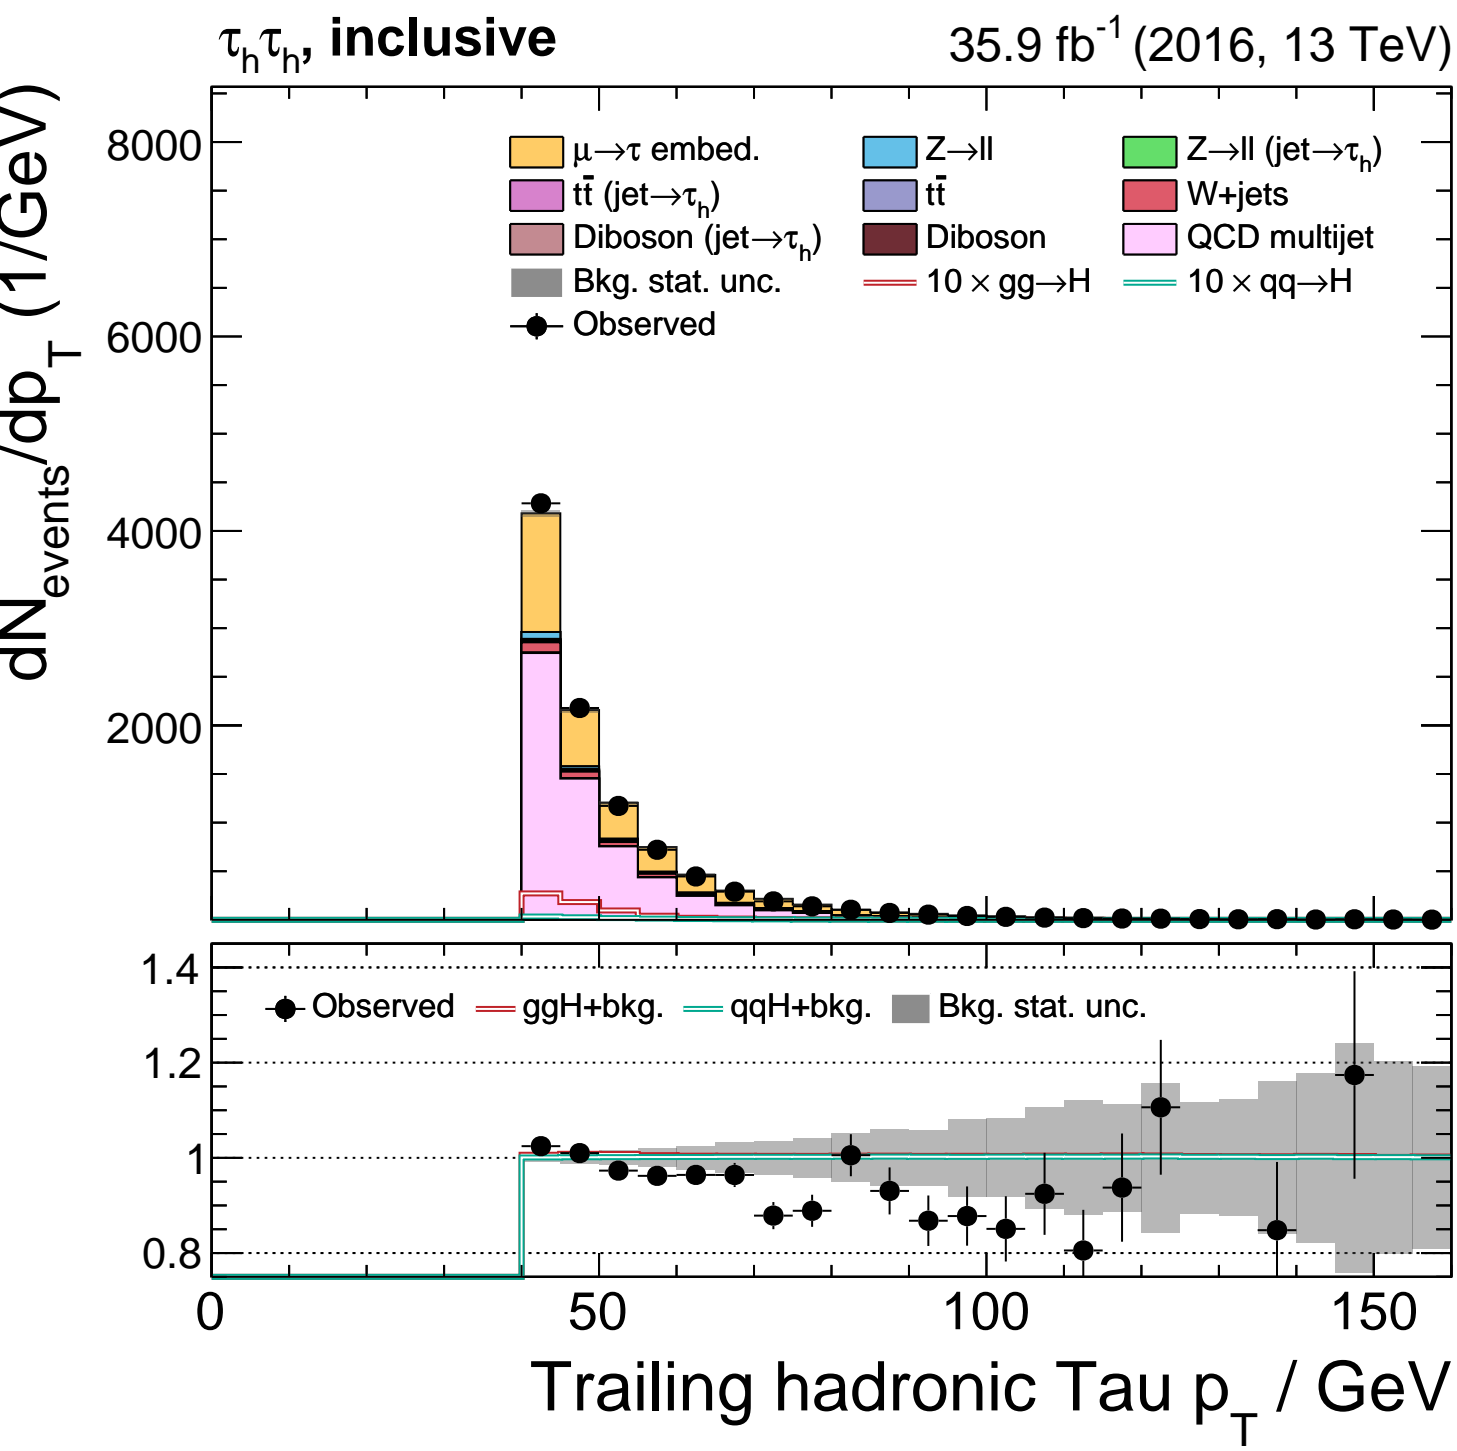 τhτh, inclusive 35.9 fb-1 (2016, 13 TeV)
dNevents/dpT (1/GeV)
8000
6000
4000
2000
μ→τ embed. Z→ll Z→ll (jet→τh)
tt̄ (jet→τh) tt̄ W+jets
Diboson (jet→τh) Diboson QCD multijet
Bkg. stat. unc. 10 × gg→H 10 × qq→H
Observed
1.4
1.2
1
0.8
Observed ggH+bkg. qqH+bkg. Bkg. stat. unc.
0 50 100 150
Trailing hadronic Tau pT / GeV